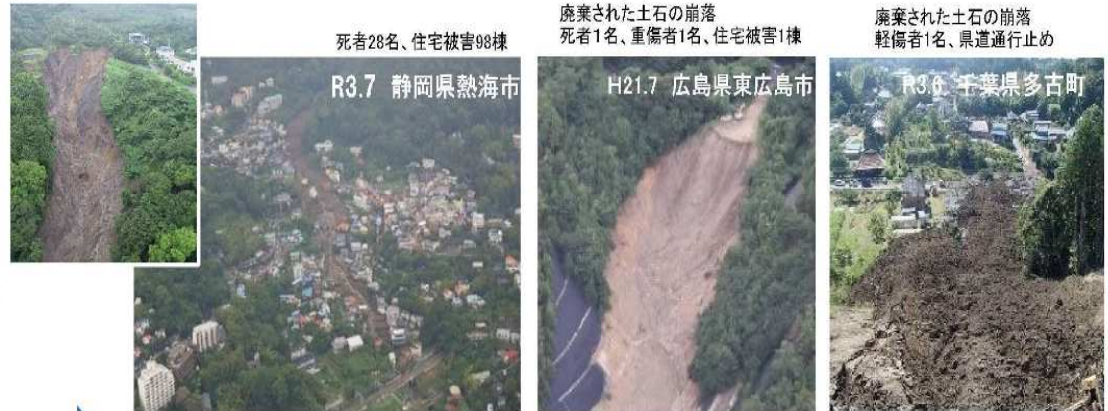 死者28名、住宅被害98棟
R3.7 静岡県熱海市
廃棄された土石の崩落
死者1名、重傷者1名、住宅被害1棟
H21.7 広島県東広島市
廃棄された土石の崩落
軽傷者1名、県道通行止め
R3.6 千葉県多古町